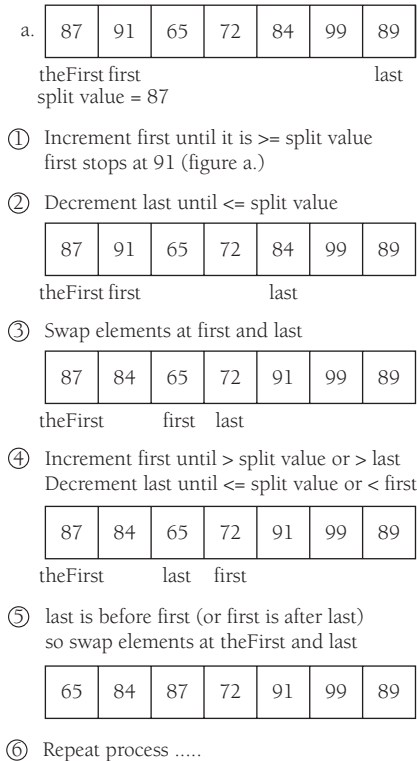 a. 87 91 65 72 84 99 89
theFirst first last
split value = 87
① Increment first until it is >= split value
first stops at 91 (figure a.)
② Decrement last until <= split value
87 91 65 72 84 99 89
theFirst first last
③ Swap elements at first and last
87 84 65 72 91 99 89
theFirst first last
④ Increment first until > split value or > last
Decrement last until <= split value or < first
87 84 65 72 91 99 89
theFirst last first
⑤ last is before first (or first is after last)
so swap elements at theFirst and last
65 84 87 72 91 99 89
⑥ Repeat process .....